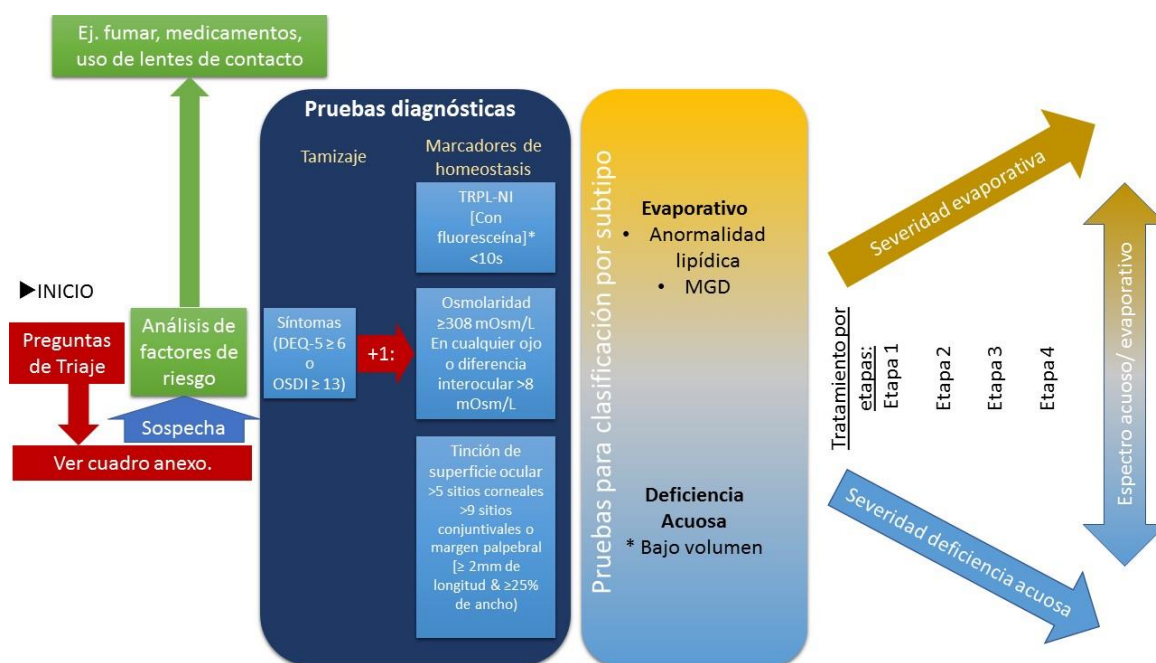 Ej. fumar, medicamentos,
uso de lentes de contacto
▶INICIO
Preguntas
de Triaje
Ver cuadro anexo.
Sospecha
Análisis de
factores de
riesgo
Pruebas diagnósticas
Tamizaje
Síntomas
(DEQ-5 ≥ 6
o
OSDI ≥ 13)
+1:
Marcadores de
homeostasis
TRPL-NI
[Con
fluoresceína]*
<10s
Osmolaridad
≥308 mOsm/L
En cualquier ojo
o diferencia
interocular >8
mOsm/L
Tinción de
superficie ocular
>5 sitios corneales
>9 sitios
conjuntivales o
margen palpebral
[≥ 2mm de
longitud & ≥25%
de ancho)
Pruebas para clasificación por subtipo
Evaporativo
• Anormalidad
lipídica
• MGD
Deficiencia
Acuosa
* Bajo volumen
Severidad evaporativa
Tratamiento por
etapas:
Etapa 1
Etapa 2
Etapa 3
Etapa 4
Severidad deficiencia acuosa
Espectro acuoso/ evaporativo